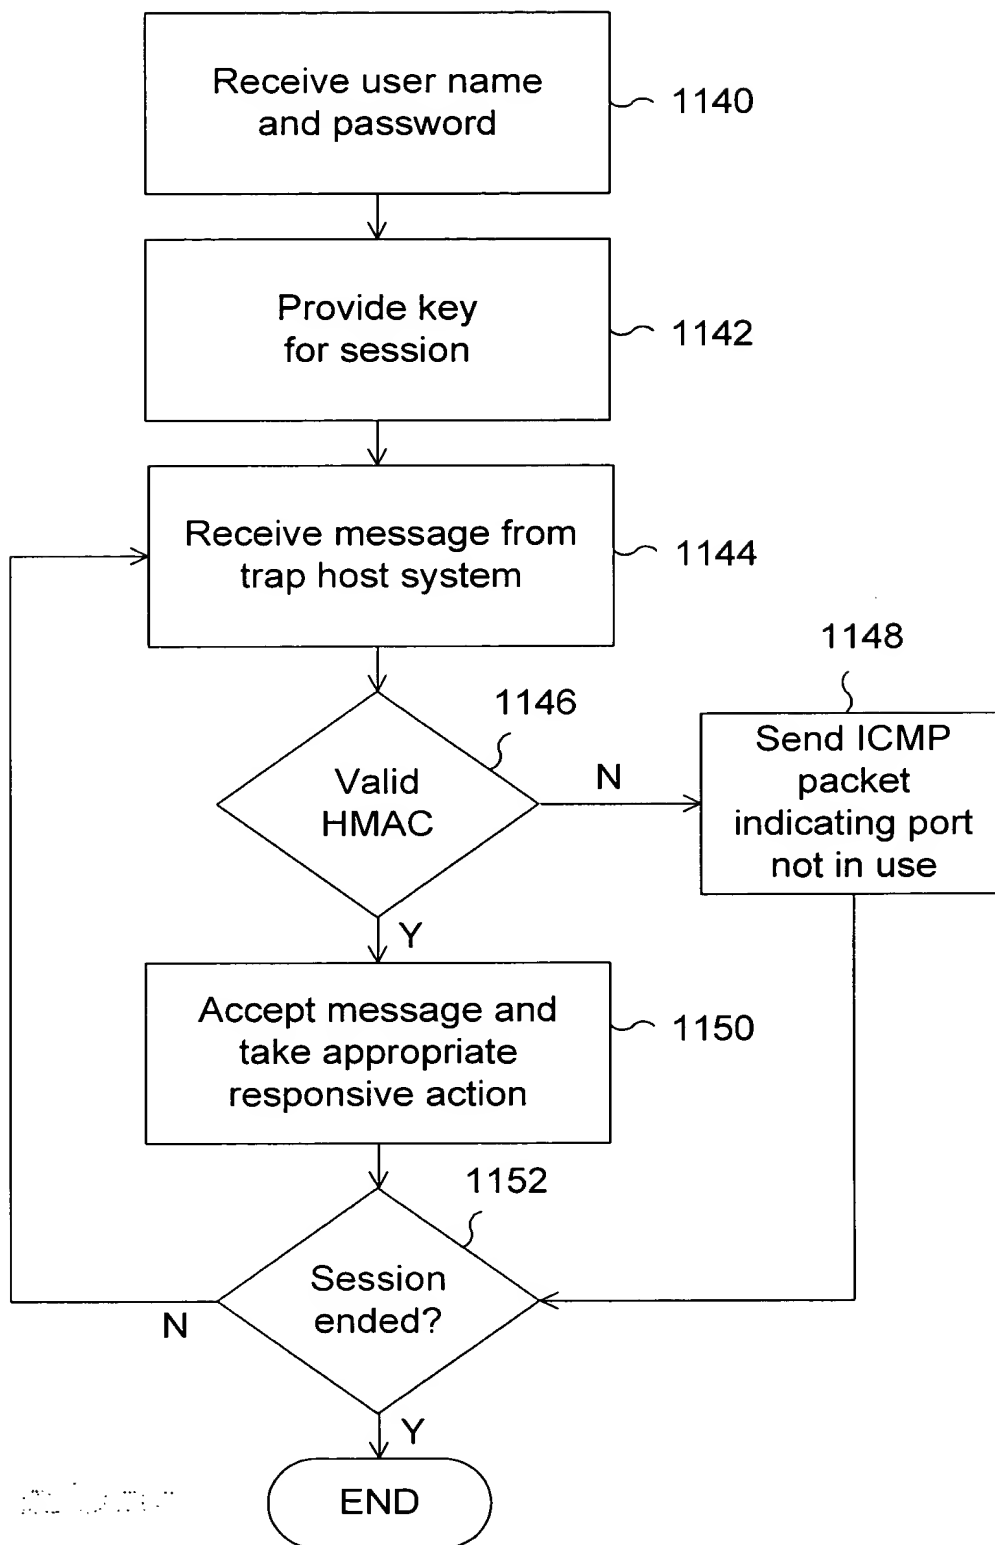 Receive user name
and password
1140
Provide key
for session
1142
Receive message from
trap host system
1144
1146
Valid
HMAC
N
Y
1148
Send ICMP
packet
indicating port
not in use
Accept message and
take appropriate
responsive action
1150
1152
Session
ended?
N
Y
END